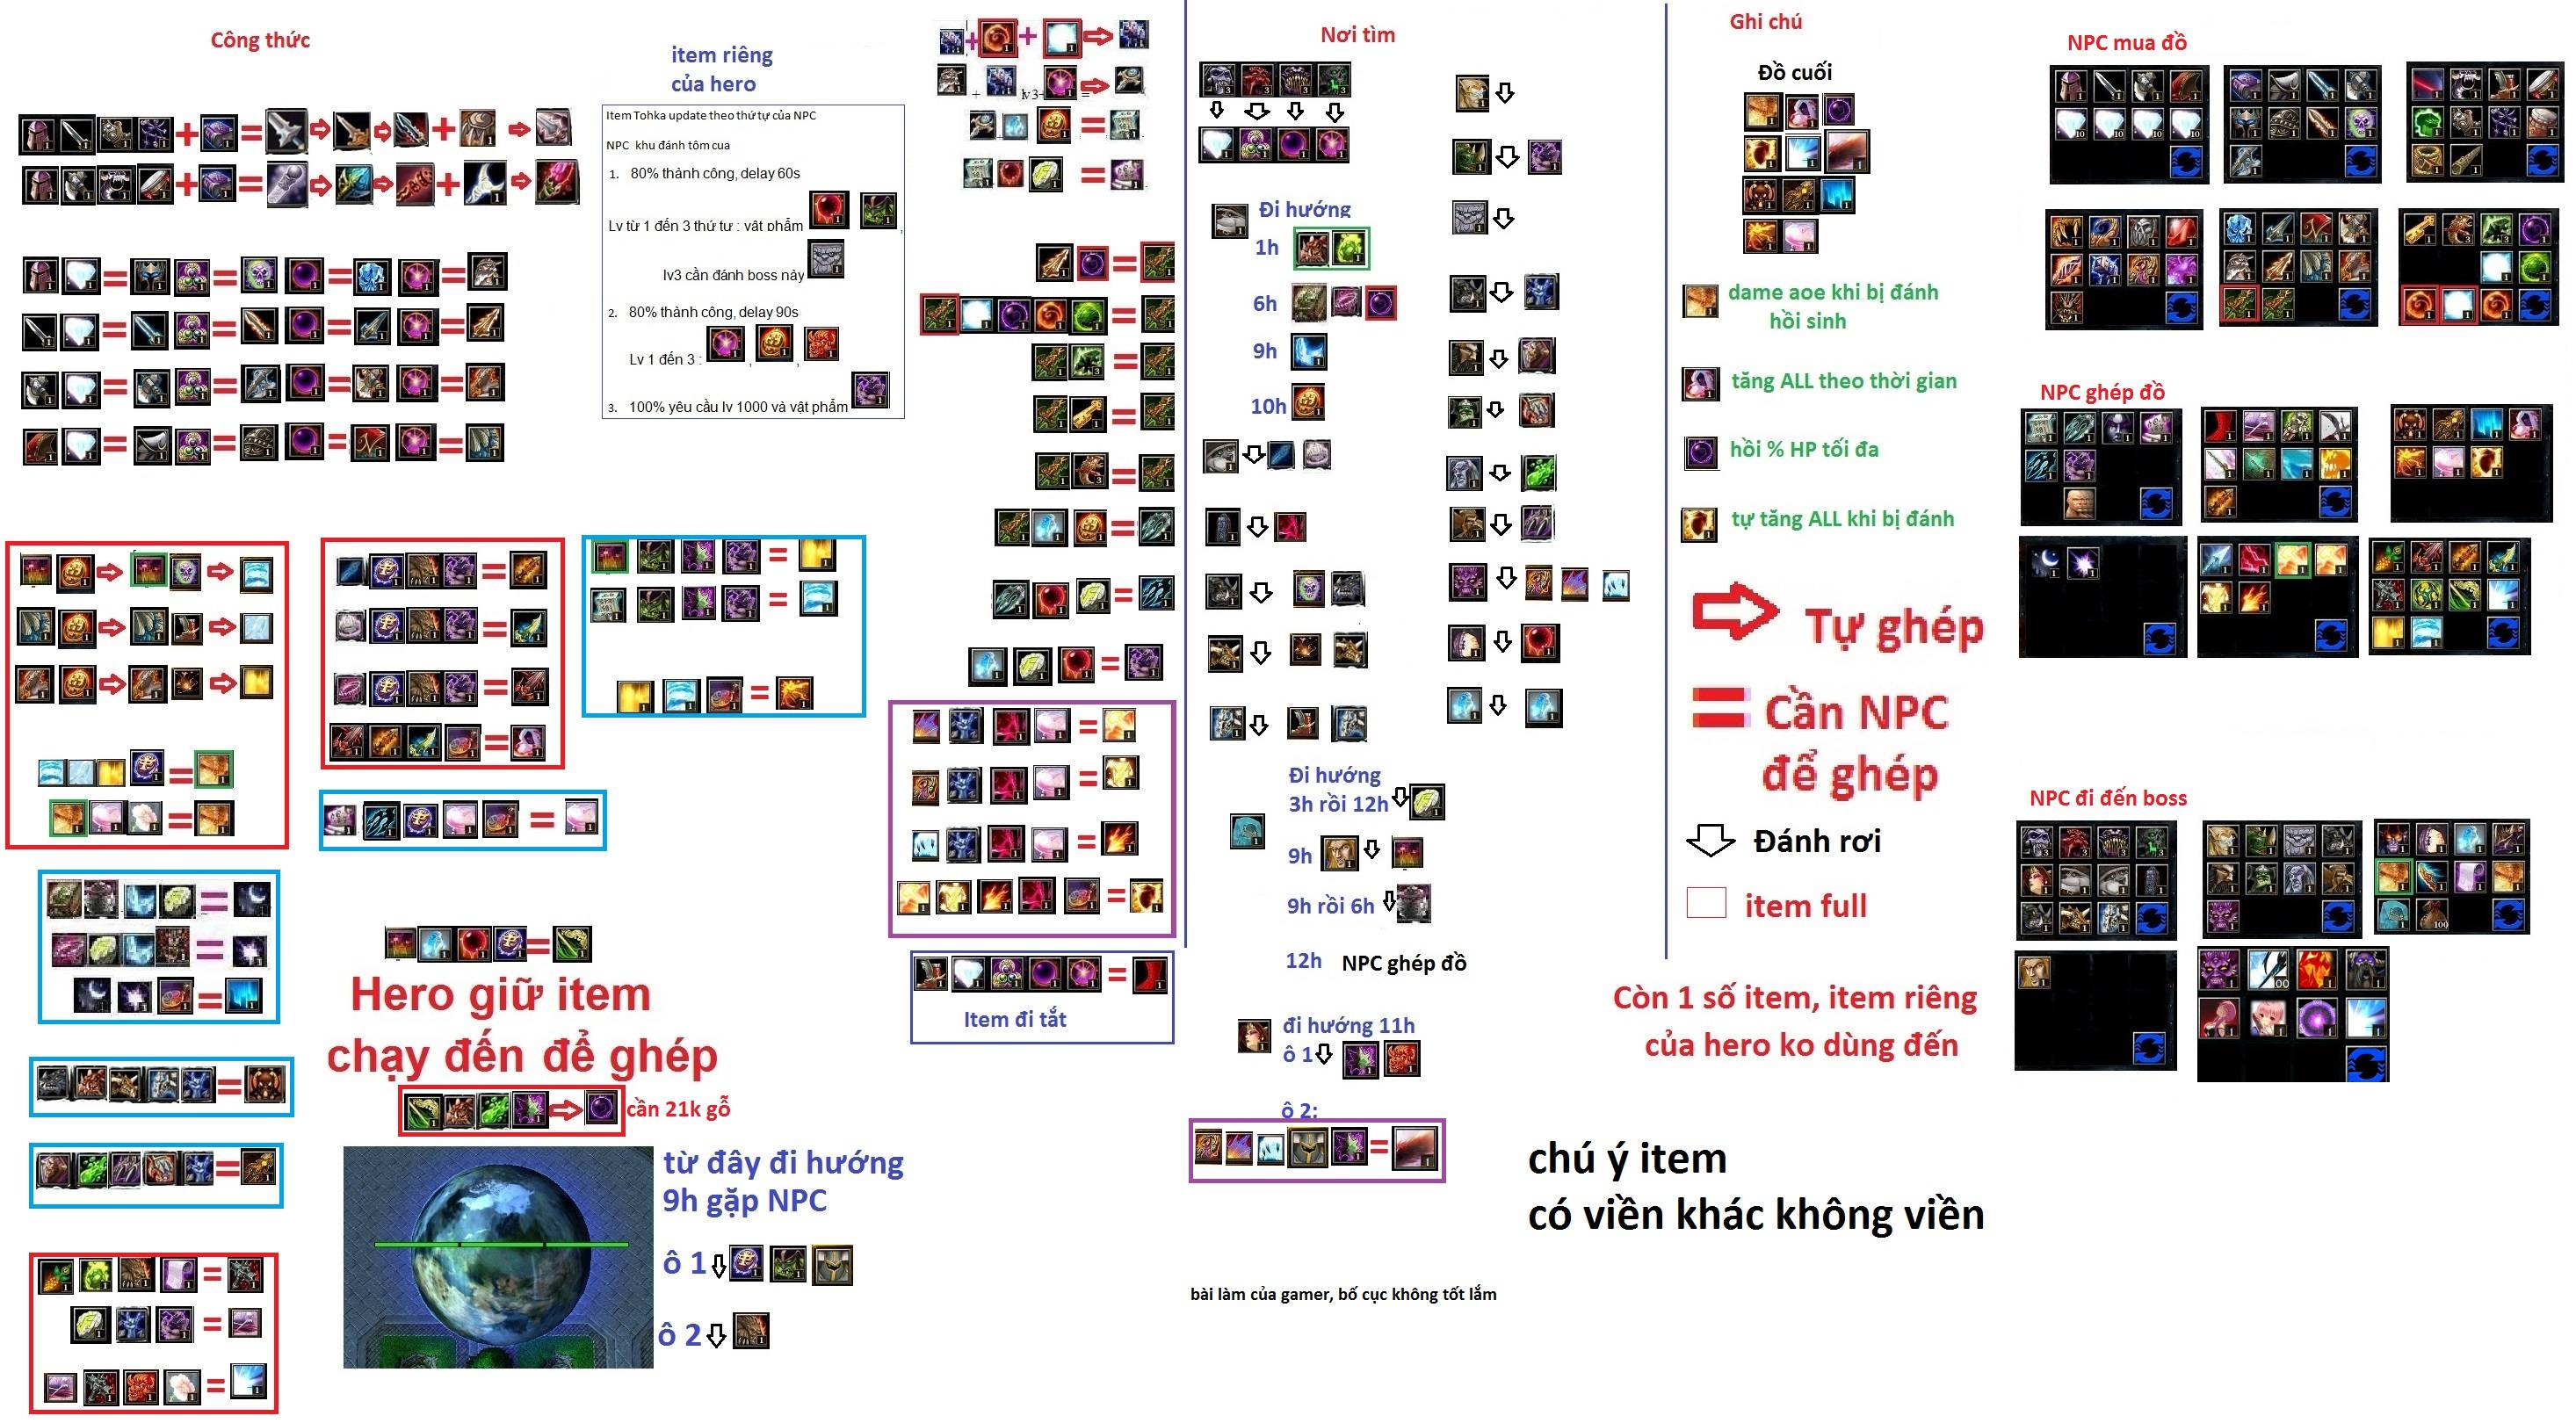 Công thức
item riêng
của hero
Item Tohka update theo thứ tự của NPC
NPC khu đánh tôm cua
1. 80% thành công, delay 60s
Lv từ 1 đến 3 thứ tự : vật phẩm
lv3 cần đánh boss này
2. 80% thành công, delay 90s
Lv 1 đến 3 :
3. 100% yêu cầu lv 1000 và vật phẩm
lv3
Hero giữ item
chạy đến để ghép
cần 21k gỗ
từ đây đi hướng
9h gặp NPC
ô 1
ô 2
Item đi tắt
Nơi tìm
Đi hướng
1h
6h
9h
10h
Đi hướng
3h rồi 12h
9h
9h rồi 6h
12h NPC ghép đồ
đi hướng 11h
ô 1
ô 2:
bài làm của gamer, bố cục không tốt lắm
Ghi chú
Đồ cuối
dame aoe khi bị đánh
hồi sinh
tăng ALL theo thời gian
hồi % HP tối đa
tự tăng ALL khi bị đánh
Tự ghép
Cần NPC
để ghép
Đánh rơi
item full
Còn 1 số item, item riêng
của hero ko dùng đến
chú ý item
có viền khác không viền
NPC mua đồ
NPC ghép đồ
NPC đi đến boss